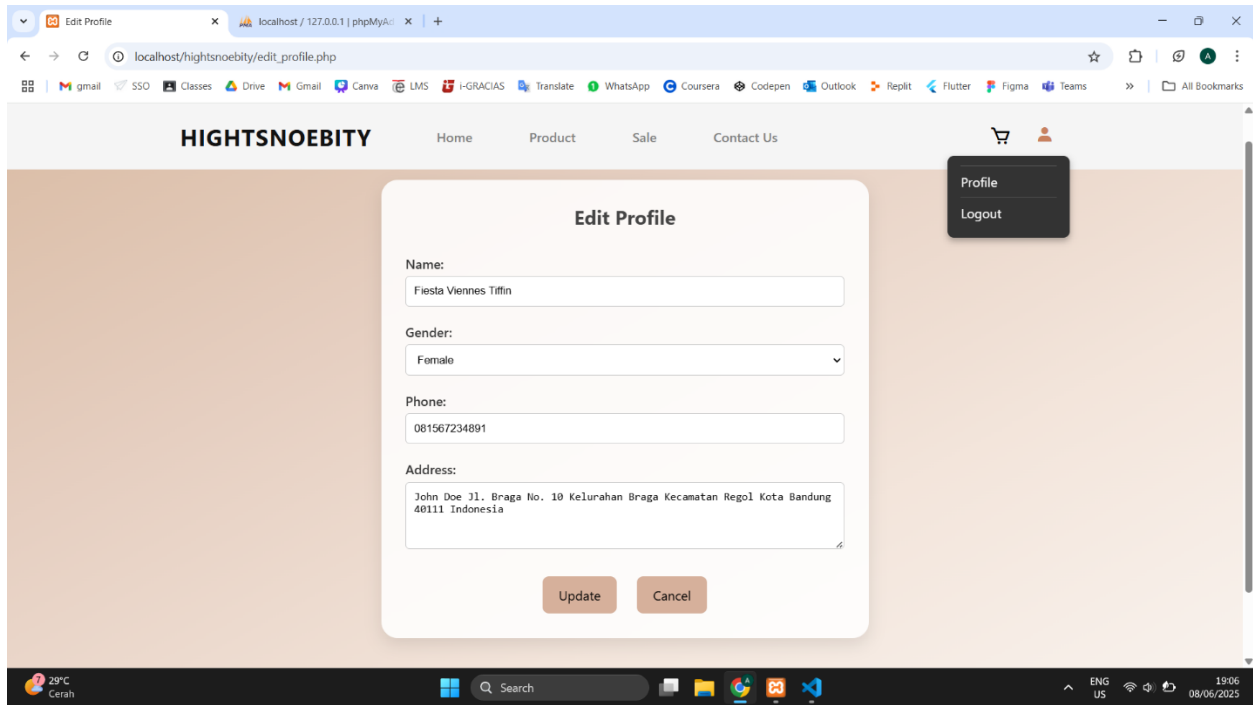 Edit Profile
localhost / 127.0.0.1 | phpMyAd
localhost/hightsnoebity/edit_profile.php
A
gmail SSO Classes Drive Gmail Canva LMS i-GRACIAS Translate WhatsApp Coursera Codepen Outlook Replit Flutter Figma Teams » All Bookmarks
HIGHTSNOEBITY Home Product Sale Contact Us
Profile
Logout
Edit Profile
Name:
Fiesta Viennes Tiffin
Gender:
Female
Phone:
081567234891
Address:
John Doe Jl. Braga No. 10 Kelurahan Braga Kecamatan Regol Kota Bandung
40111 Indonesia
Update Cancel
7
29°C
Cerah
Search
ENG
US
19:06
08/06/2025